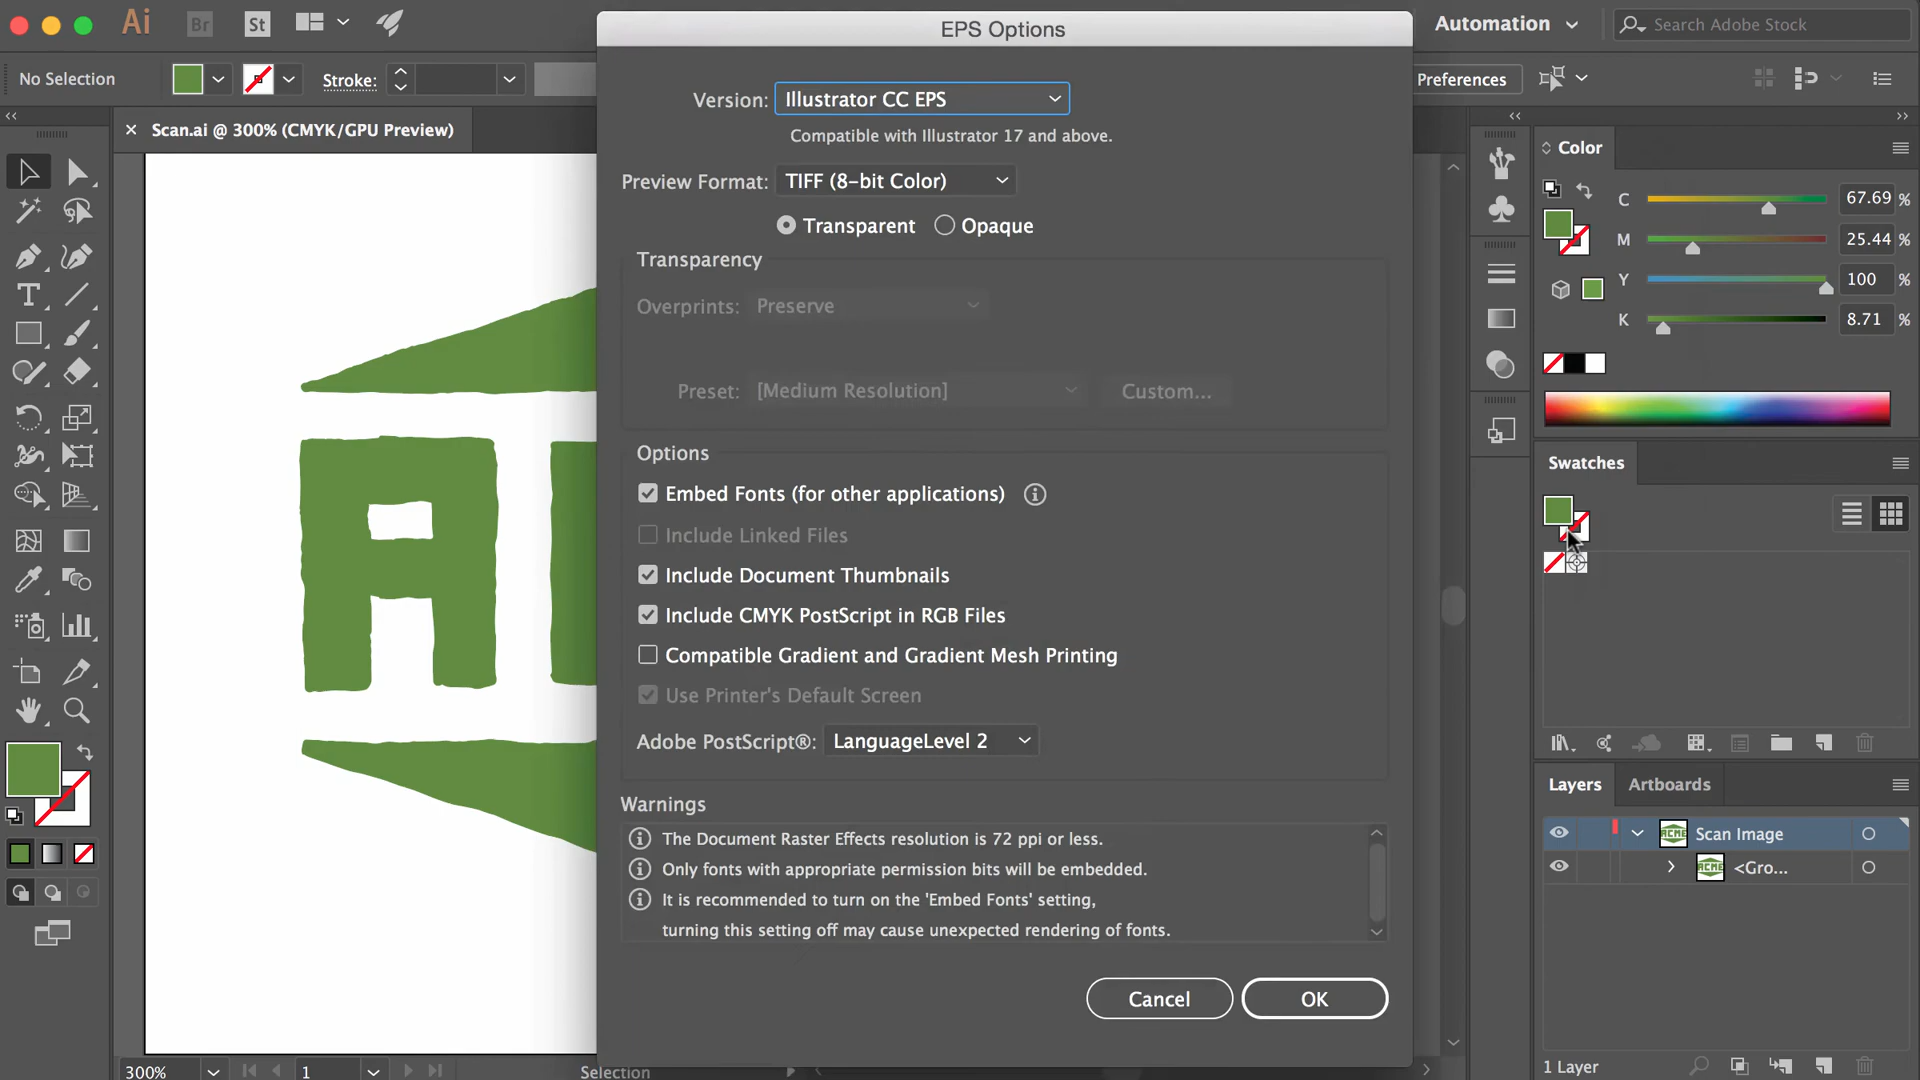 Ai
Br
St
EPS Options
Automation
Search Adobe Stock
No Selection
Stroke:
Preferences
Scan.ai @ 300% (CMYK/GPU Preview)
Version:
Illustrator CC EPS
Compatible with Illustrator 17 and above.
Preview Format:
TIFF (8-bit Color)
Transparent
Opaque
Transparency
Overprints:
Preserve
Preset:
[Medium Resolution]
Custom...
Options
Embed Fonts (for other applications)
Include Linked Files
Include Document Thumbnails
Include CMYK PostScript in RGB Files
Compatible Gradient and Gradient Mesh Printing
Use Printer's Default Screen
Adobe PostScript®:
LanguageLevel 2
Warnings
The Document Raster Effects resolution is 72 ppi or less.
Only fonts with appropriate permission bits will be embedded.
It is recommended to turn on the 'Embed Fonts' setting,
turning this setting off may cause unexpected rendering of fonts.
Cancel
OK
Color
C 67.69 %
M 25.44 %
Y 100 %
K 8.71 %
Swatches
Layers
Artboards
ACME
Scan Image
ACME
<Gro...
1 Layer
A
300%
1
Selection